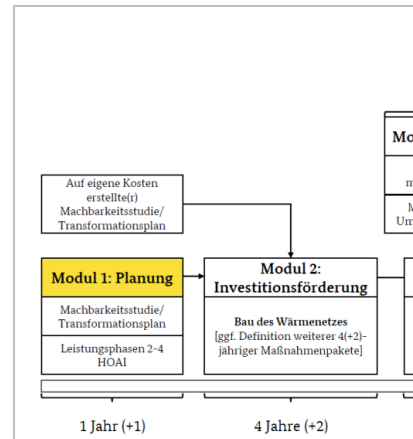 Auf eigene Kosten
erstellte(r)
Machbarkeitsstudie/
Transformationsplan
Modul 1: Planung
Machbarkeitsstudie/
Transformationsplan
Leistungsphasen 2-4
HOAI
Modul 2:
Investitionsförderung
Bau des Wärmenetzes
[ggf. Definition weiterer 4(+2)-
jähriger Maßnahmenpakete]
1 Jahr (+1)
4 Jahre (+2)